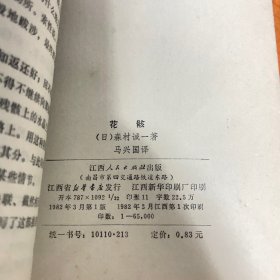 花骸
(日)森村诚一著
马兴国译
江西人民出版社出版
(南昌市第四交通路铁道东路)
江西省新华书店发行 江西新华印刷厂印刷
开本787×1092 1/32 印张11 字数22.5万
1982年3月第1版 1982年3月江西第1次印刷
印数:1—65,000
统一书号:10110·213 定价:0.83元